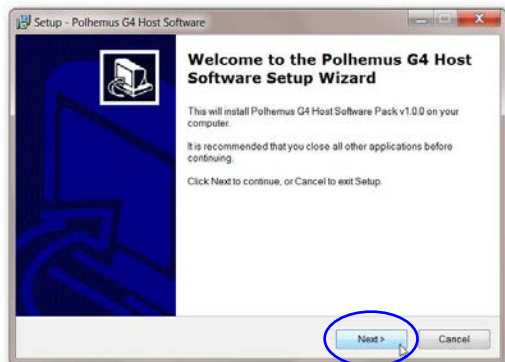 Setup - Polhemus G4 Host Software
Welcome to the Polhemus G4 Host
Software Setup Wizard
This will install Polhemus G4 Host Software Pack v1.0.0 on your
computer.
It is recommended that you close all other applications before
continuing.
Click Next to continue, or Cancel to exit Setup.
Next >
Cancel